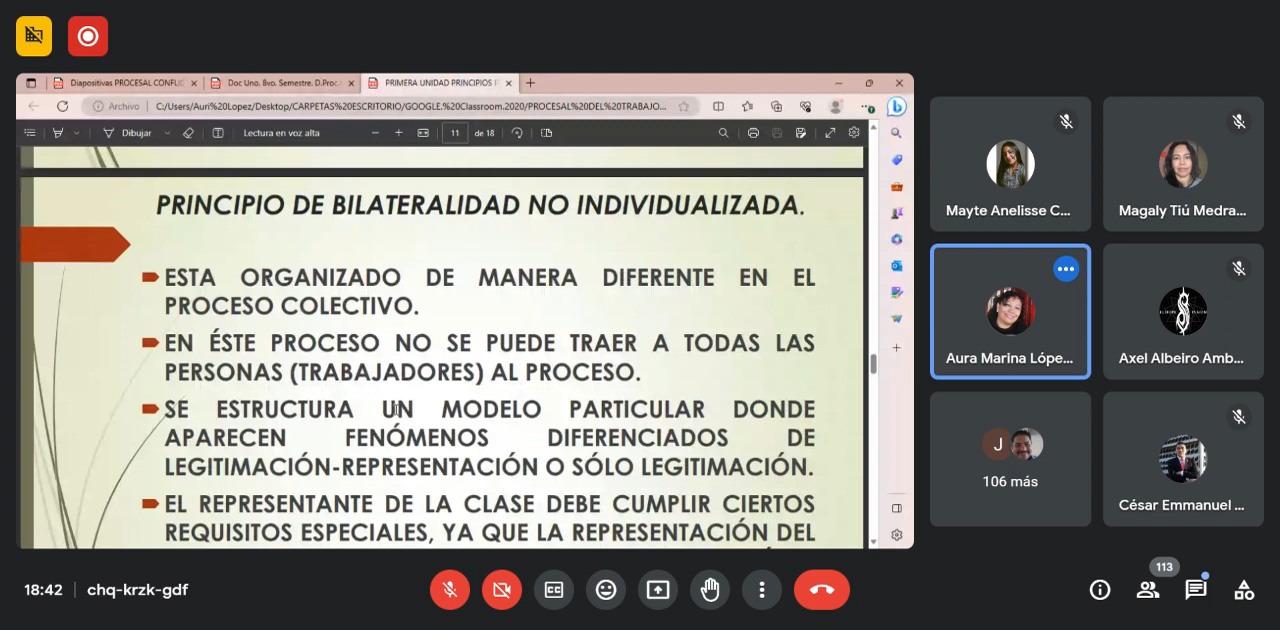 Diapositivas PROCESAL CONFLIC
Doc Uno. 8vo. Semestre. D.Proc.
PRIMERA UNIDAD PRINCIPIOS
Archivo
C:/Users/Auri%20Lopez/Desktop/CARPETAS%20ESCRITORIO/GOOGLE.%20Classroom.2020/PROCESAL%20DEL%20TRABAJO...
Dibujar
Lectura en voz alta
11
de 18
PRINCIPIO DE BILATERALIDAD NO INDIVIDUALIZADA.
ESTA ORGANIZADO DE MANERA DIFERENTE EN EL
PROCESO COLECTIVO.
EN ÉSTE PROCESO NO SE PUEDE TRAER A TODAS LAS
PERSONAS (TRABAJADORES) AL PROCESO.
SE ESTRUCTURA UN MODELO PARTICULAR DONDE
APARECEN FENÓMENOS DIFERENCIADOS DE
LEGITIMACIÓN-REPRESENTACIÓN O SÓLO LEGITIMACIÓN.
EL REPRESENTANTE DE LA CLASE DEBE CUMPLIR CIERTOS
REQUISITOS ESPECIALES, YA QUE LA REPRESENTACIÓN DEL
Mayte Anelisse C...
Magaly Tiú Medra...
Aura Marina Lópe...
Axel Albeiro Amb...
J
106 más
César Emmanuel ...
18:42
chq-krzk-gdf
113